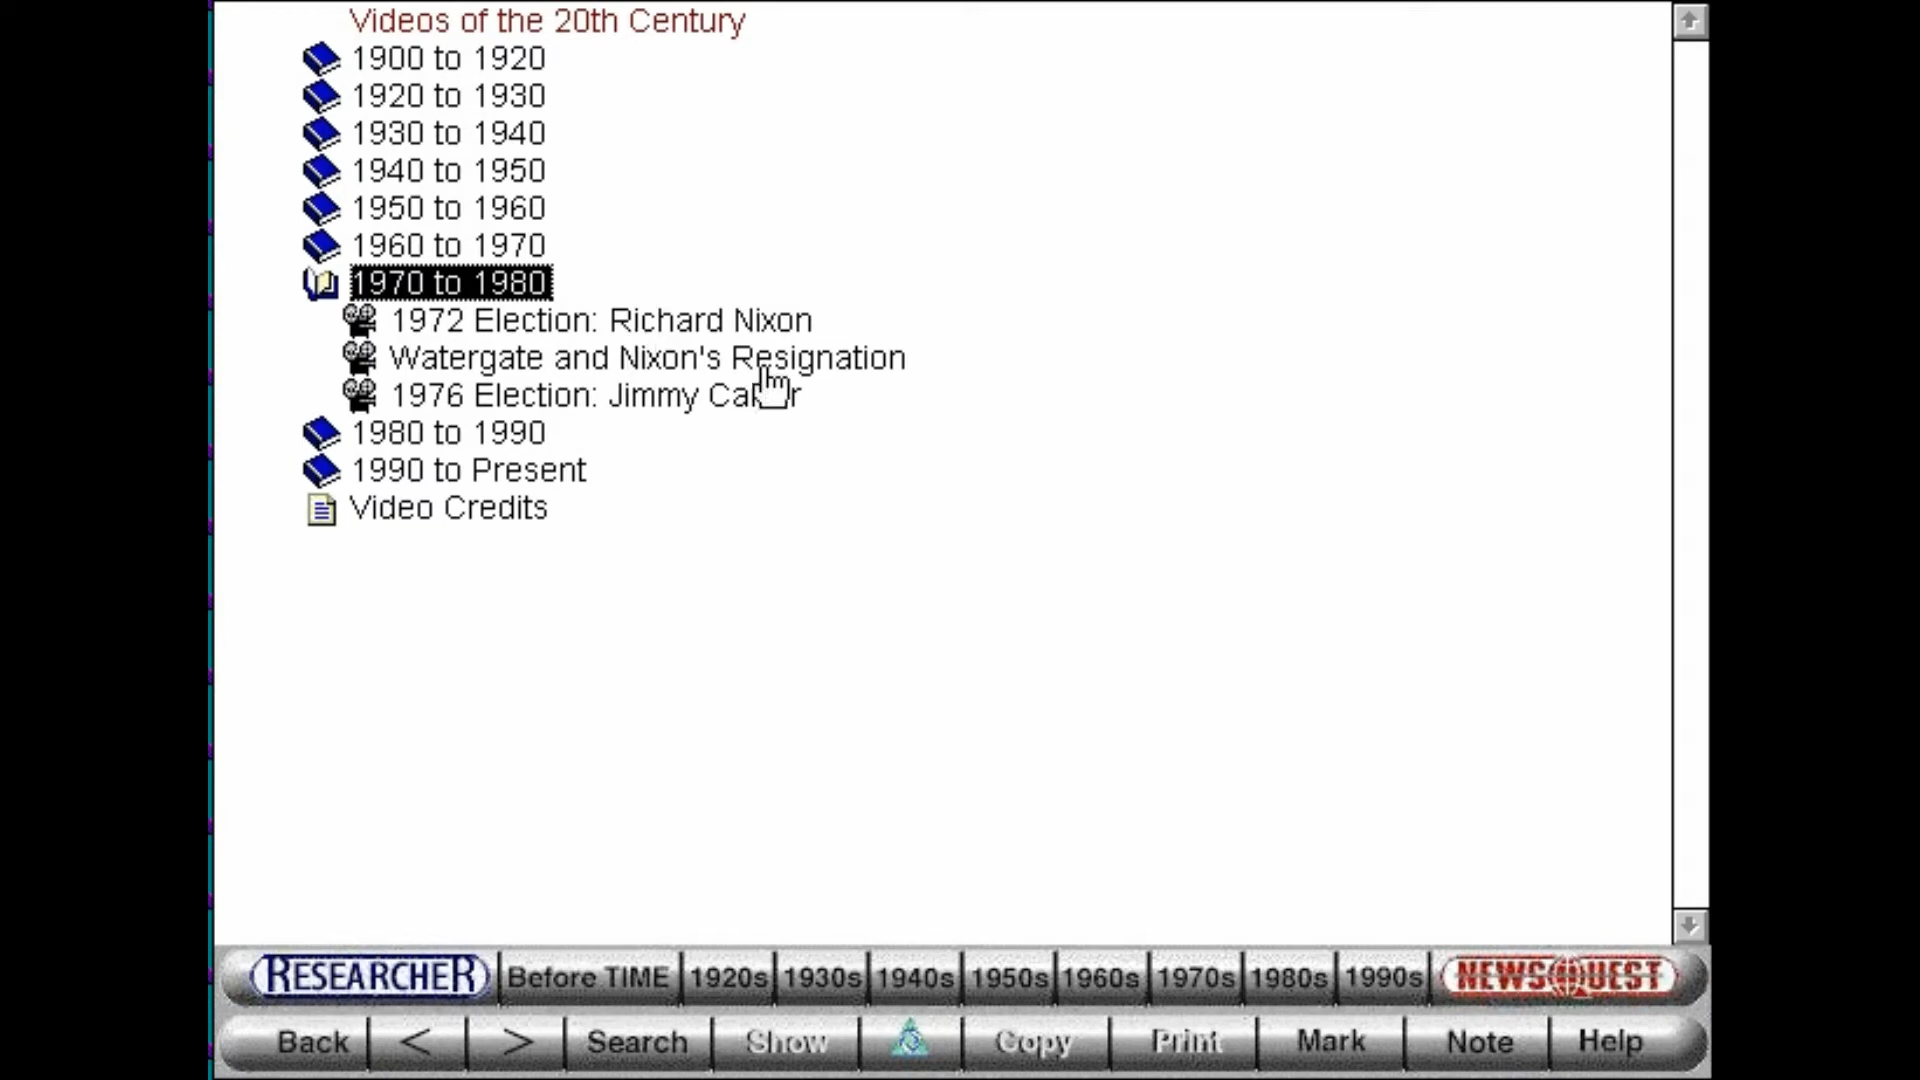 Videos of the 20th Century
1900 to 1920
1920 to 1930
1930 to 1940
1940 to 1950
1950 to 1960
1960 to 1970
1970 to 1980
1972 Election: Richard Nixon
Watergate and Nixon's Resignation
1976 Election: Jimmy
1980 to 1990
1990 to Present
Video Credits
RESEARCHER Before TIME 1920s 1930s 1940s 1950s 1960s 1970s 1980s 1990s NEWSQUEST
Back < > Search Show Copy Print Mark Note Help